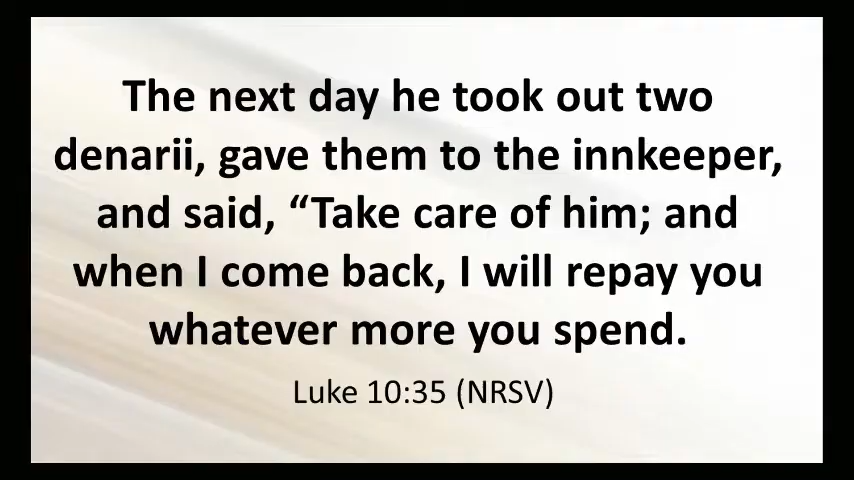 The next day he took out two
denarii, gave them to the innkeeper,
and said, “Take care of him; and
when I come back, I will repay you
whatever more you spend.
Luke 10:35 (NRSV)